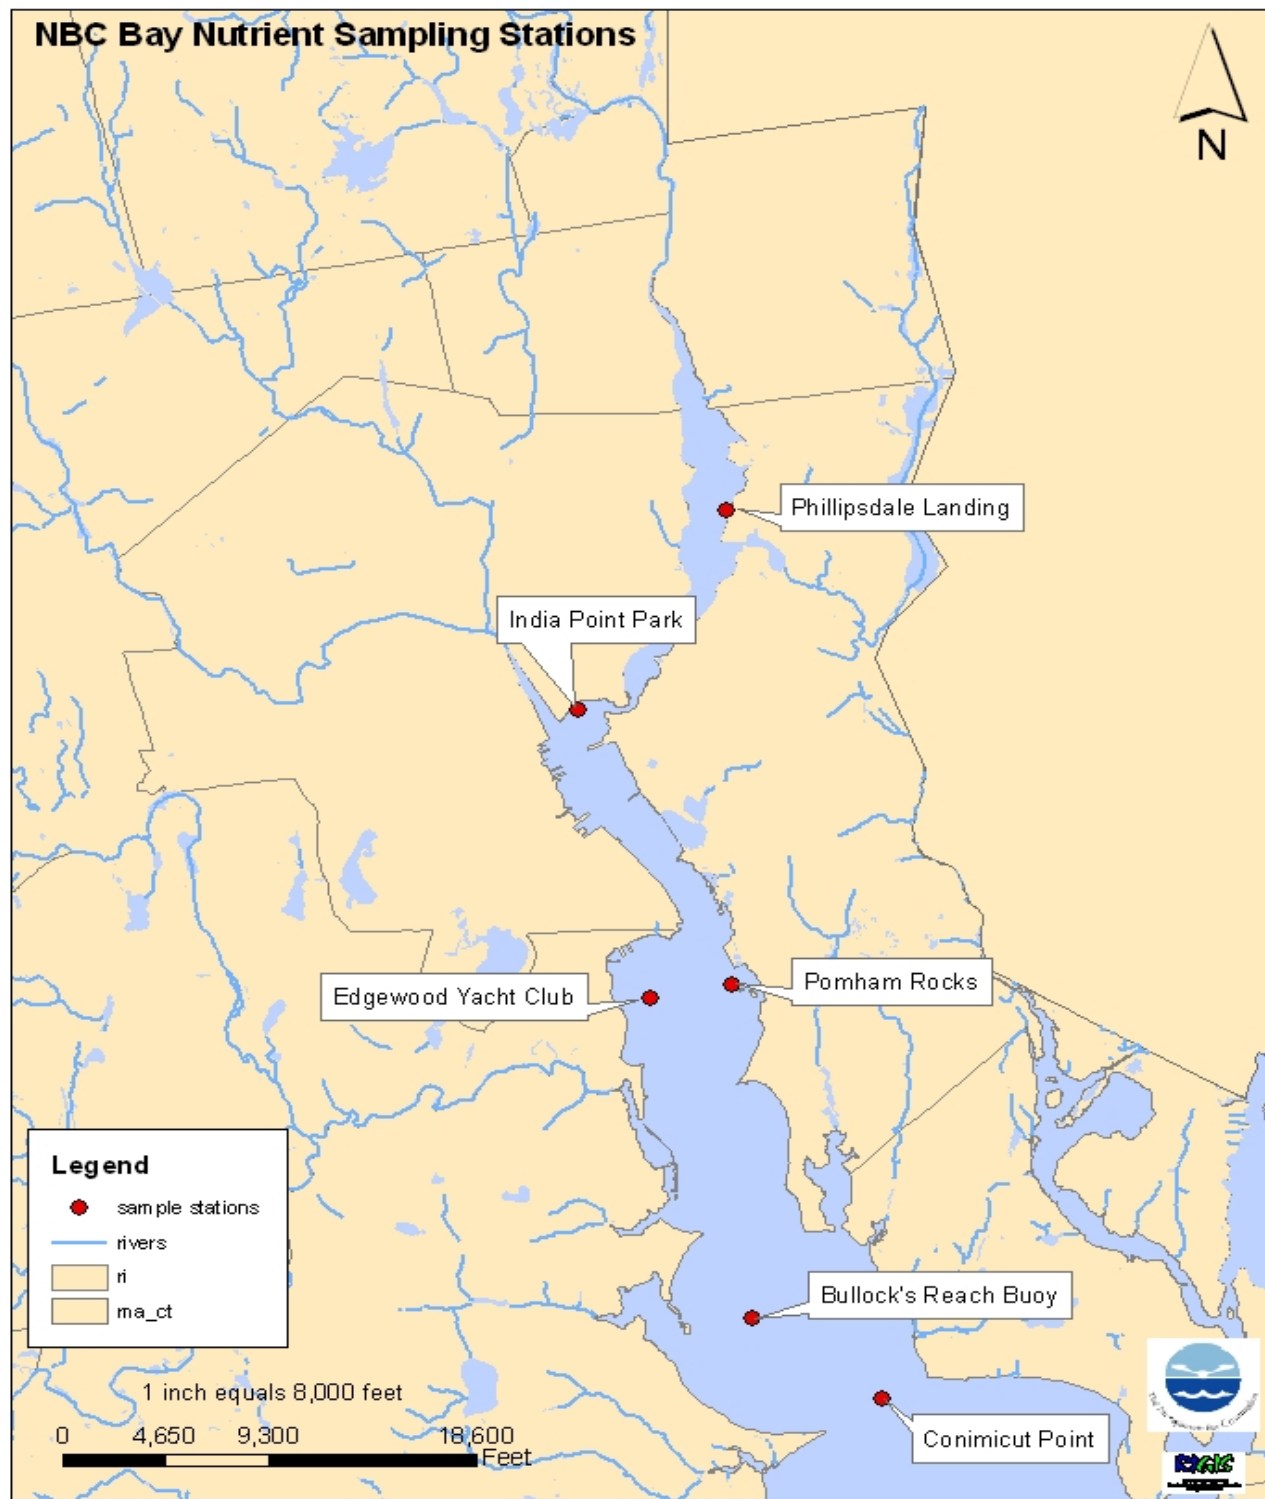 NBC Bay Nutrient Sampling Stations
N
Phillipsdale Landing
India Point Park
Pomham Rocks
Edgewood Yacht Club
Legend
sample stations
rivers
ri
ma_ct
Bullock's Reach Buoy
1 inch equals 8,000 feet
0 4,650 9,300 18,600
Feet
Conimicut Point